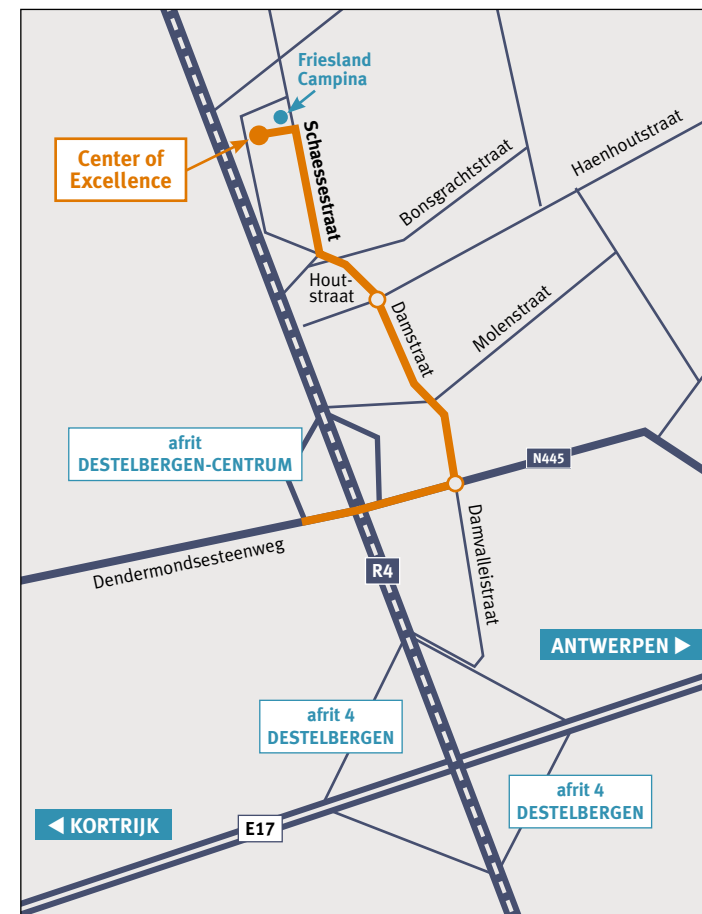 Friesland
Campina
Center of
Excellence
Schaessestraat
Bonsgrachtstraat
Haenhoutstraat
Hout-
straat
Damstraat
Molenstraat
afrit
DESTELBERGEN-CENTRUM
N445
Dendermondsesteenweg
R4
Damvalleistraat
ANTWERPEN ▶
afrit 4
DESTELBERGEN
afrit 4
DESTELBERGEN
◀ KORTRIJK
E17